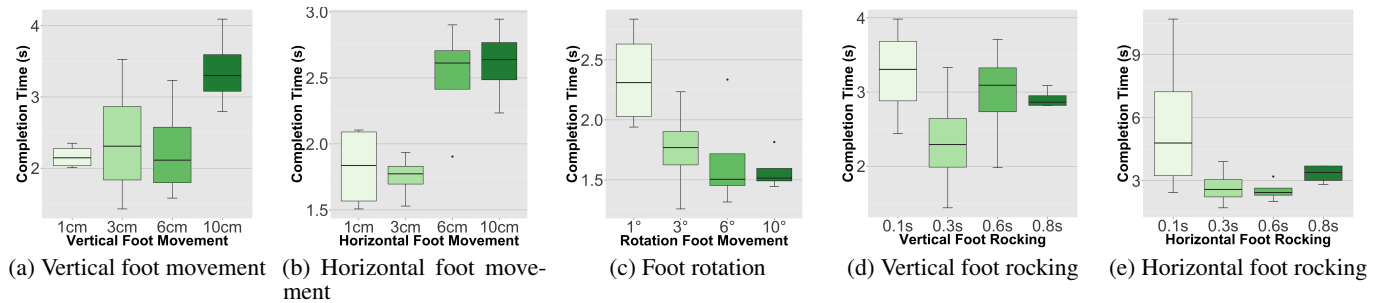 Completion Time (s)
4
3
2
1cm 3cm 6cm 10cm
Vertical Foot Movement
(a) Vertical foot movement
Completion Time (s)
3.0
2.5
2.0
1.5
1cm 3cm 6cm 10cm
Horizontal Foot Movement
(b) Horizontal foot move-
ment
Completion Time (s)
2.5
2.0
1.5
1° 3° 6° 10°
Rotation Foot Movement
(c) Foot rotation
Completion Time (s)
4
3
2
0.1s 0.3s 0.6s 0.8s
Vertical Foot Rocking
(d) Vertical foot rocking
Completion Time (s)
9
6
3
0.1s 0.3s 0.6s 0.8s
Horizontal Foot Rocking
(e) Horizontal foot rocking